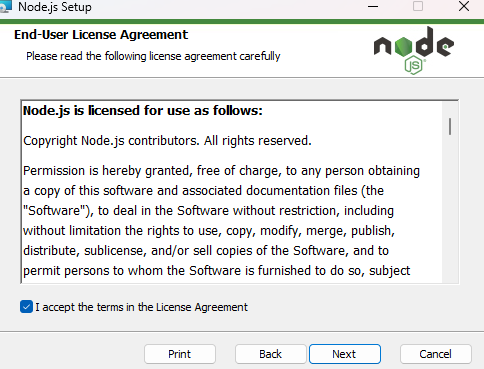 Node.js Setup
End-User License Agreement
Please read the following license agreement carefully
node
JS
Node.js is licensed for use as follows:
Copyright Node.js contributors. All rights reserved.
Permission is hereby granted, free of charge, to any person obtaining
a copy of this software and associated documentation files (the
"Software"), to deal in the Software without restriction, including
without limitation the rights to use, copy, modify, merge, publish,
distribute, sublicense, and/or sell copies of the Software, and to
permit persons to whom the Software is furnished to do so, subject
I accept the terms in the License Agreement
Print
Back
Next
Cancel